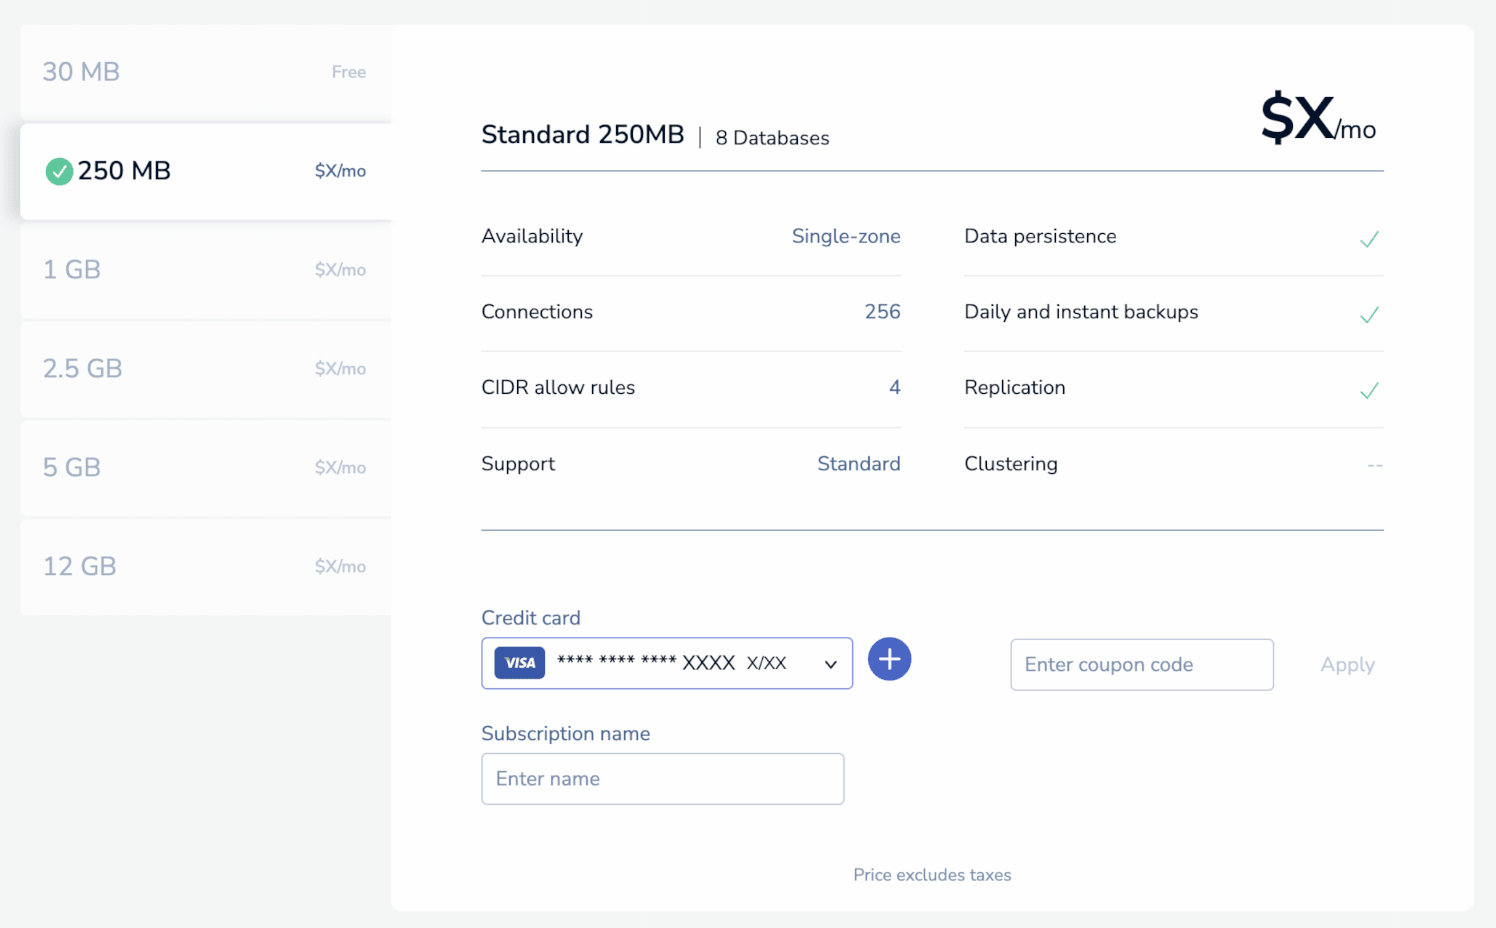 30 MB Free
250 MB $X/mo
1 GB $X/mo
2.5 GB $X/mo
5 GB $X/mo
12 GB $X/mo
Standard 250MB | 8 Databases $X/mo
Availability Single-zone Data persistence
Connections 256 Daily and instant backups
CIDR allow rules 4 Replication
Support Standard Clustering --
Credit card
VISA **** **** **** XXXX X/XX
Enter coupon code Apply
Subscription name
Enter name
Price excludes taxes